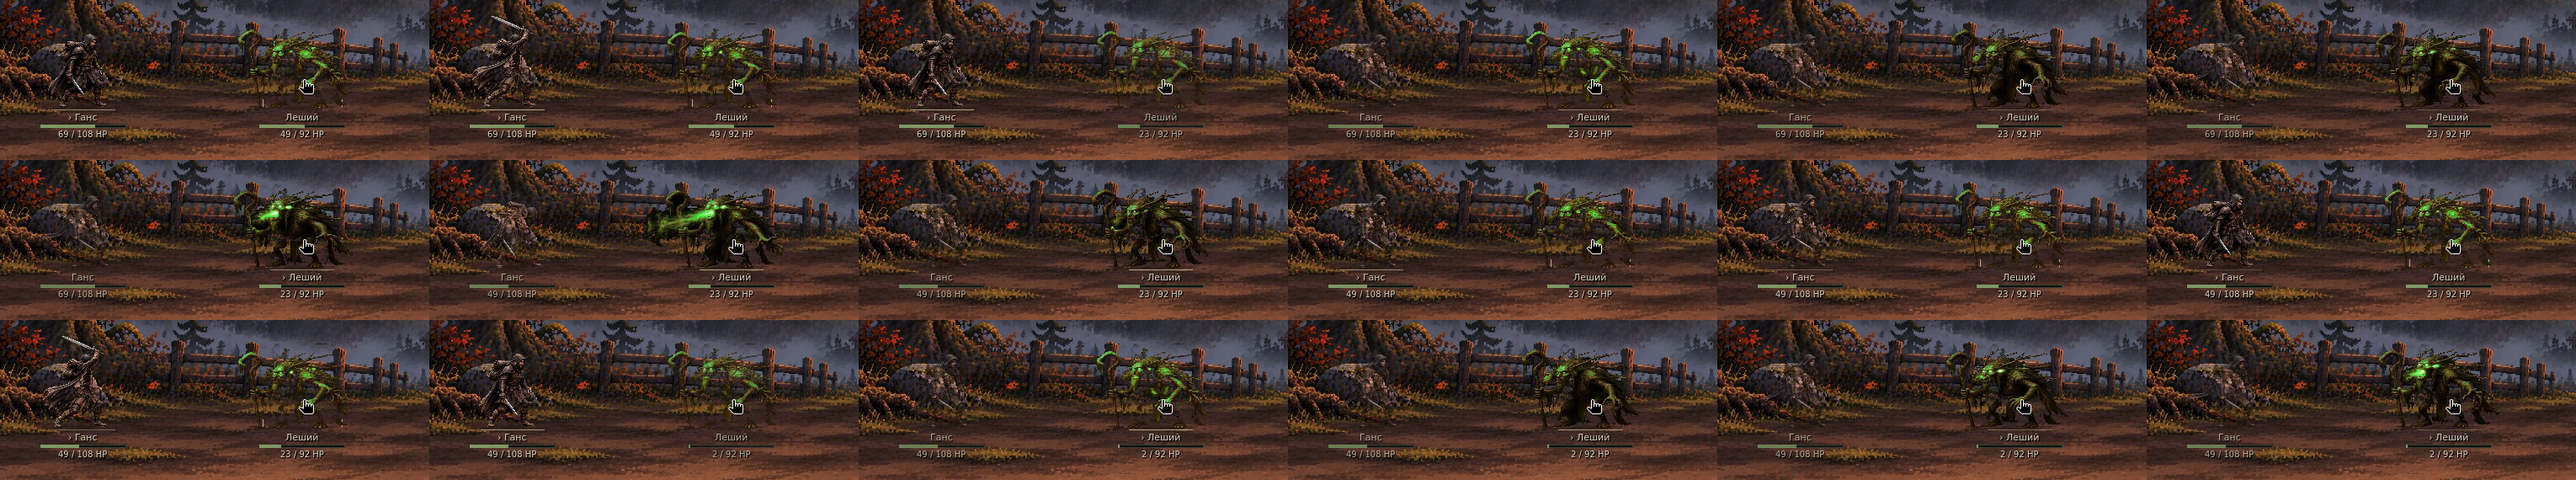 › Ганс Леший
69 / 108 HP 49 / 92 HP
› Ганс Леший
69 / 108 HP 49 / 92 HP
› Ганс Леший
69 / 108 HP 23 / 92 HP
Ганс › Леший
69 / 108 HP 23 / 92 HP
Ганс › Леший
69 / 108 HP 23 / 92 HP
Ганс › Леший
69 / 108 HP 23 / 92 HP
Ганс › Леший
69 / 108 HP 23 / 92 HP
Ганс › Леший
49 / 108 HP 23 / 92 HP
Ганс › Леший
49 / 108 HP 23 / 92 HP
› Ганс Леший
49 / 108 HP 23 / 92 HP
› Ганс Леший
49 / 108 HP 23 / 92 HP
› Ганс Леший
49 / 108 HP 23 / 92 HP
› Ганс Леший
49 / 108 HP 23 / 92 HP
› Ганс Леший
49 / 108 HP 2 / 92 HP
Ганс › Леший
49 / 108 HP 2 / 92 HP
Ганс › Леший
49 / 108 HP 2 / 92 HP
Ганс › Леший
49 / 108 HP 2 / 92 HP
Ганс › Леший
49 / 108 HP 2 / 92 HP